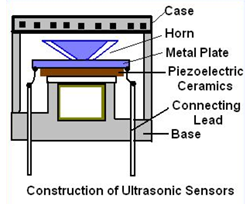 Case
Horn
Metal Plate
Piezoelectric
Ceramics
Connecting
Lead
Base
Construction of Ultrasonic Sensors